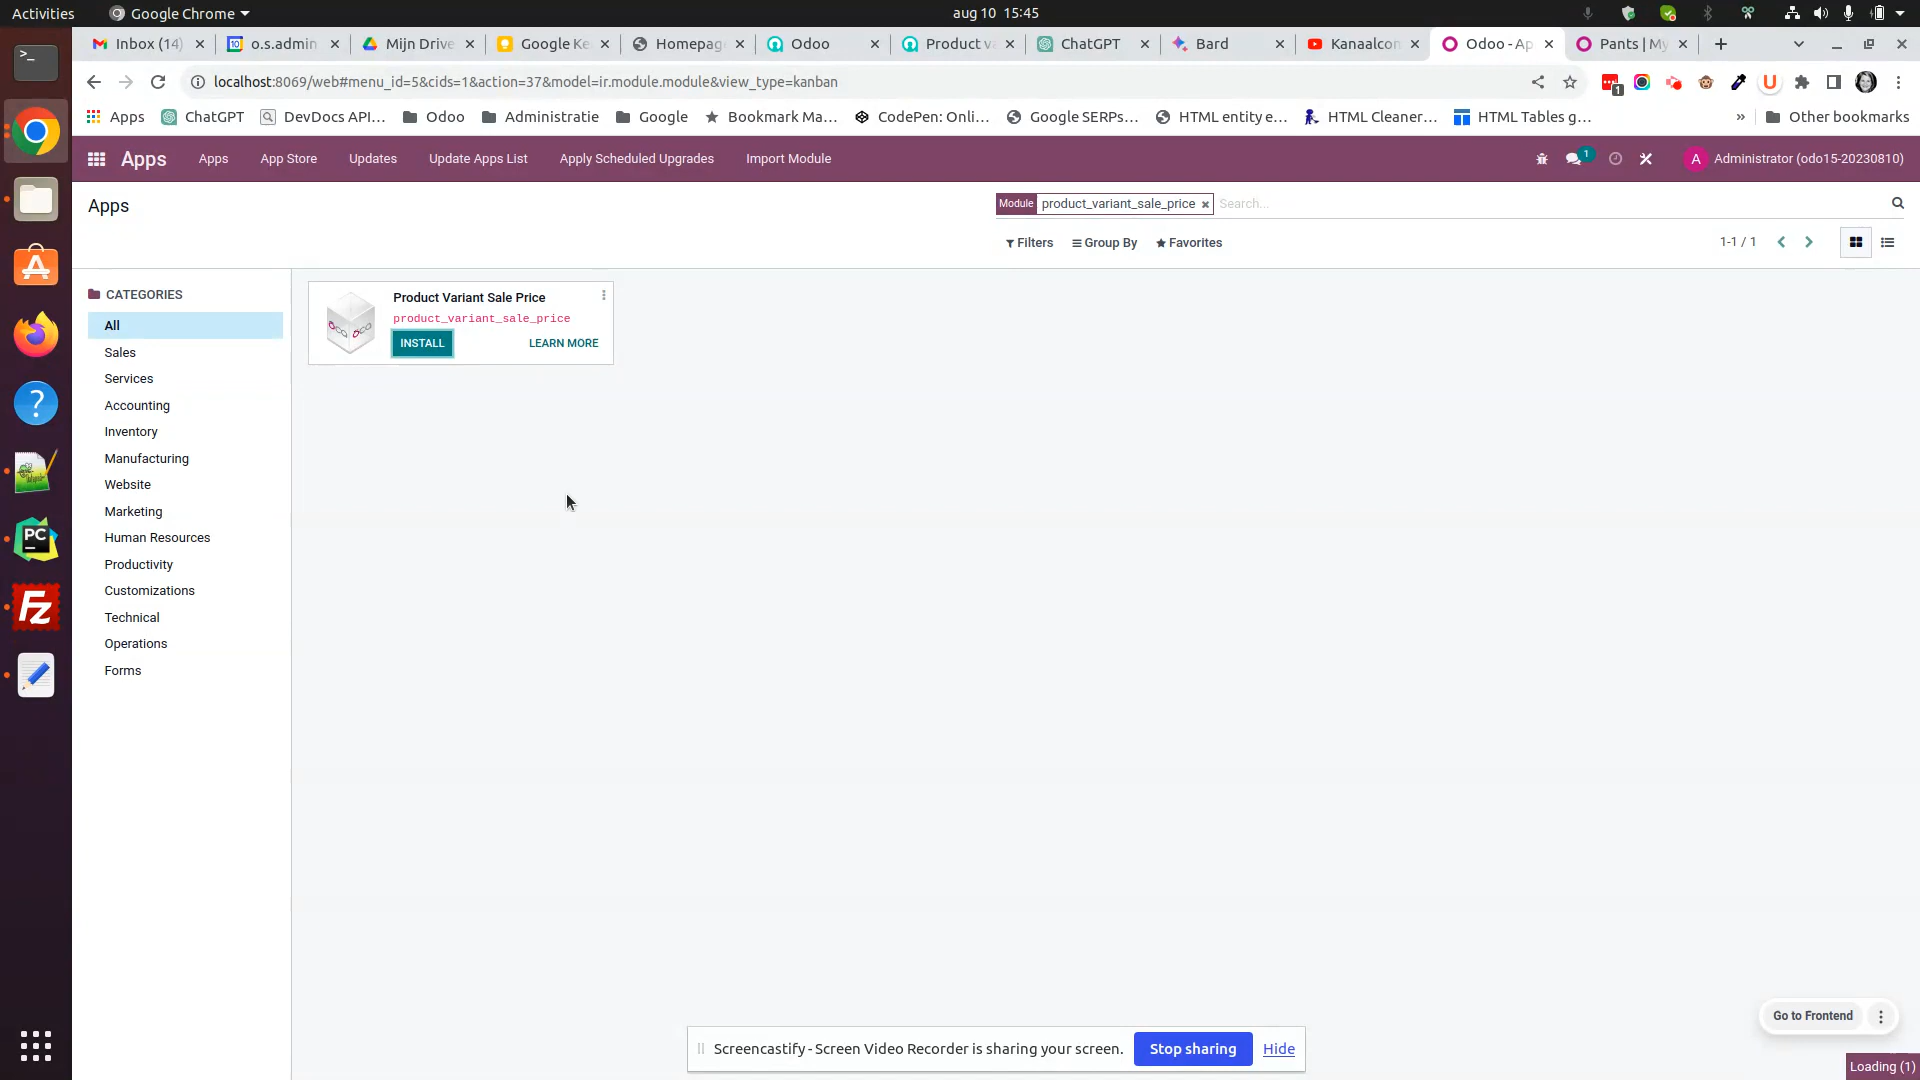 Activities
Google Chrome
aug 10 15:45
Inbox (14)
o.s.admin
Mijn Drive
Google Ke
Homepag
Odoo
Product v
ChatGPT
Bard
Kanaalcon
Odoo - Ap
Pants | My
localhost:8069/web#menu_id=5&cids=1&action=37&model=ir.module.module&view_type=kanban
1
Apps
ChatGPT
DevDocs API...
Odoo
Administratie
Google
Bookmark Ma...
CodePen: Onli...
Google SERPs...
HTML entity e...
HTML Cleaner...
HTML Tables g...
»
Other bookmarks
Apps
Apps
App Store
Updates
Update Apps List
Apply Scheduled Upgrades
Import Module
1
A
Administrator (odo15-20230810)
Apps
Module
product_variant_sale_price
Search...
Filters
Group By
Favorites
1-1 / 1
CATEGORIES
All
Sales
Services
Accounting
Inventory
Manufacturing
Website
Marketing
Human Resources
Productivity
Customizations
Technical
Operations
Forms
Product Variant Sale Price
product_variant_sale_price
INSTALL
LEARN MORE
Go to Frontend
Screencastify - Screen Video Recorder is sharing your screen.
Stop sharing
Hide
Loading (1)